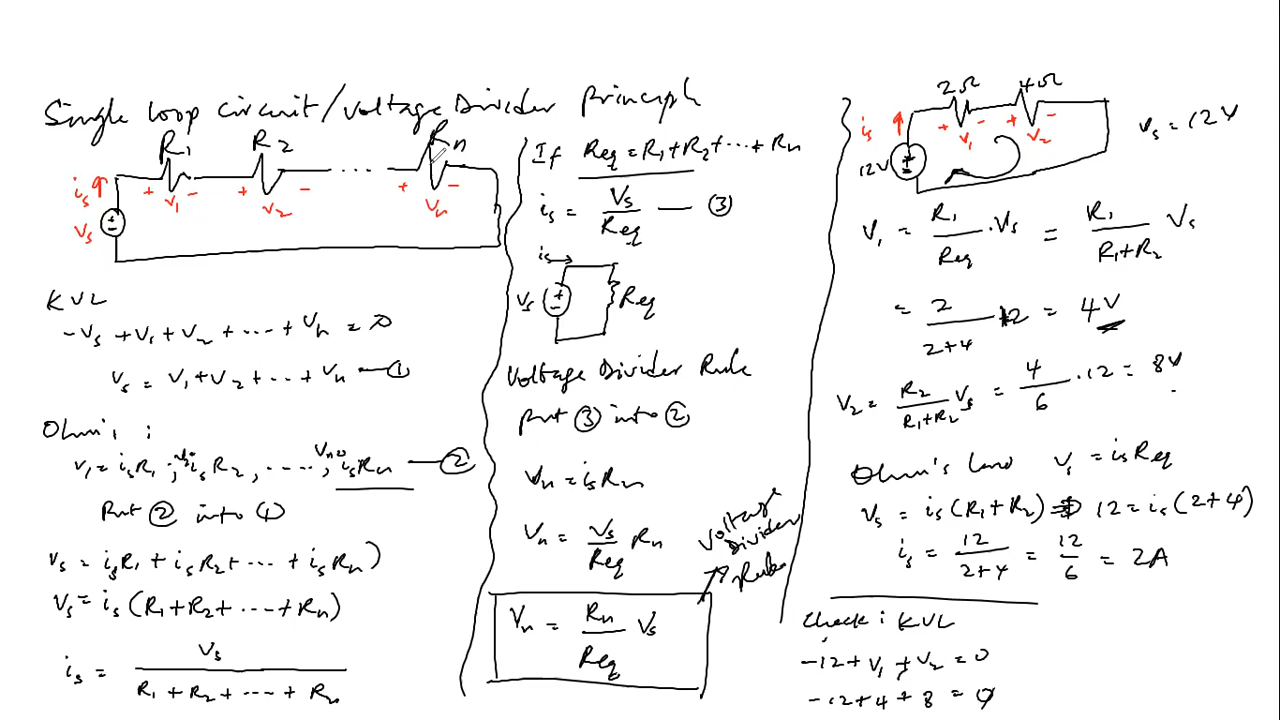 Single Loop Circuit/Voltage Divider Principle
R1 R2 ... Rn
is + v1 - + v2 - + vn -
vs
KVL
-vs + v1 + v2 + ... + vn = 0
vs = v1 + v2 + ... + vn — ①
Ohm's :
v1 = isR1 ; v2 = isR2, ....., vn = isRn — ②
Put ② into ①
vs = isR1 + isR2 + ... + isRn)
vs = is(R1+R2+...+Rn)
is = vs / (R1 + R2 + ... + Rn)
If Req = R1+R2+...+Rn
is = Vs/Req — ③
is →
vs + - Req
Voltage Divider Rule
put ③ into ②
Vn = isRn
Vn = Vs/Req Rn
Vn = Rn/Req Vs
Voltage
Divider
Rule
2Ω 4Ω
is + v1 - + v2 -
12V
vs = 12V
V1 = R1/Req · Vs = R1/(R1+R2) Vs
= 2/(2+4) 12 = 4V
V2 = R2/(R1+R2) Vs = 4/6 · 12 = 8V
Ohm's law vs = isReq
vs = is(R1+R2) ⇒ 12 = is(2+4)
is = 12/(2+4) = 12/6 = 2A
Check : KVL
-12 + V1 + V2 = 0
-12 + 4 + 8 = 0